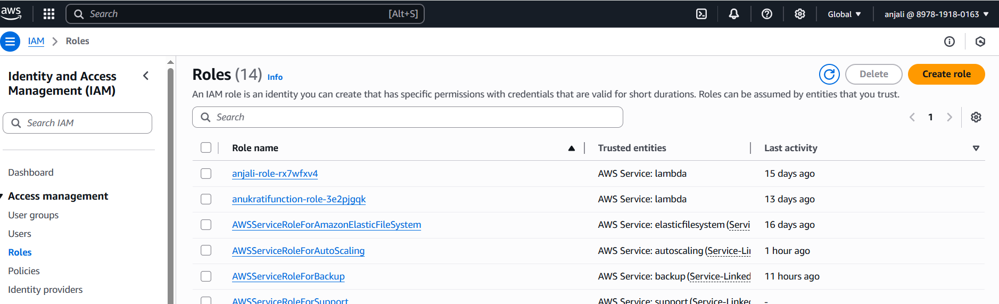 aws
Search [Alt+S]
Global
anjali @ 8978-1918-0163
IAM > Roles
Identity and Access
Management (IAM)
Search IAM
Dashboard
Access management
User groups
Users
Roles
Policies
Identity providers
Roles (14) Info
Delete
Create role
An IAM role is an identity you can create that has specific permissions with credentials that are valid for short durations. Roles can be assumed by entities that you trust.
Search
1
Role name Trusted entities Last activity
anjali-role-rx7wfxv4 AWS Service: lambda 15 days ago
anukratifunction-role-3e2pjgqk AWS Service: lambda 13 days ago
AWSServiceRoleForAmazonElasticFileSystem AWS Service: elasticfilesystem (Servi 16 days ago
AWSServiceRoleForAutoScaling AWS Service: autoscaling (Service-Li 1 hour ago
AWSServiceRoleForBackup AWS Service: backup (Service-Linked 11 hours ago
AWSServiceRoleForSupport AWS Service: support (Service-Linked -